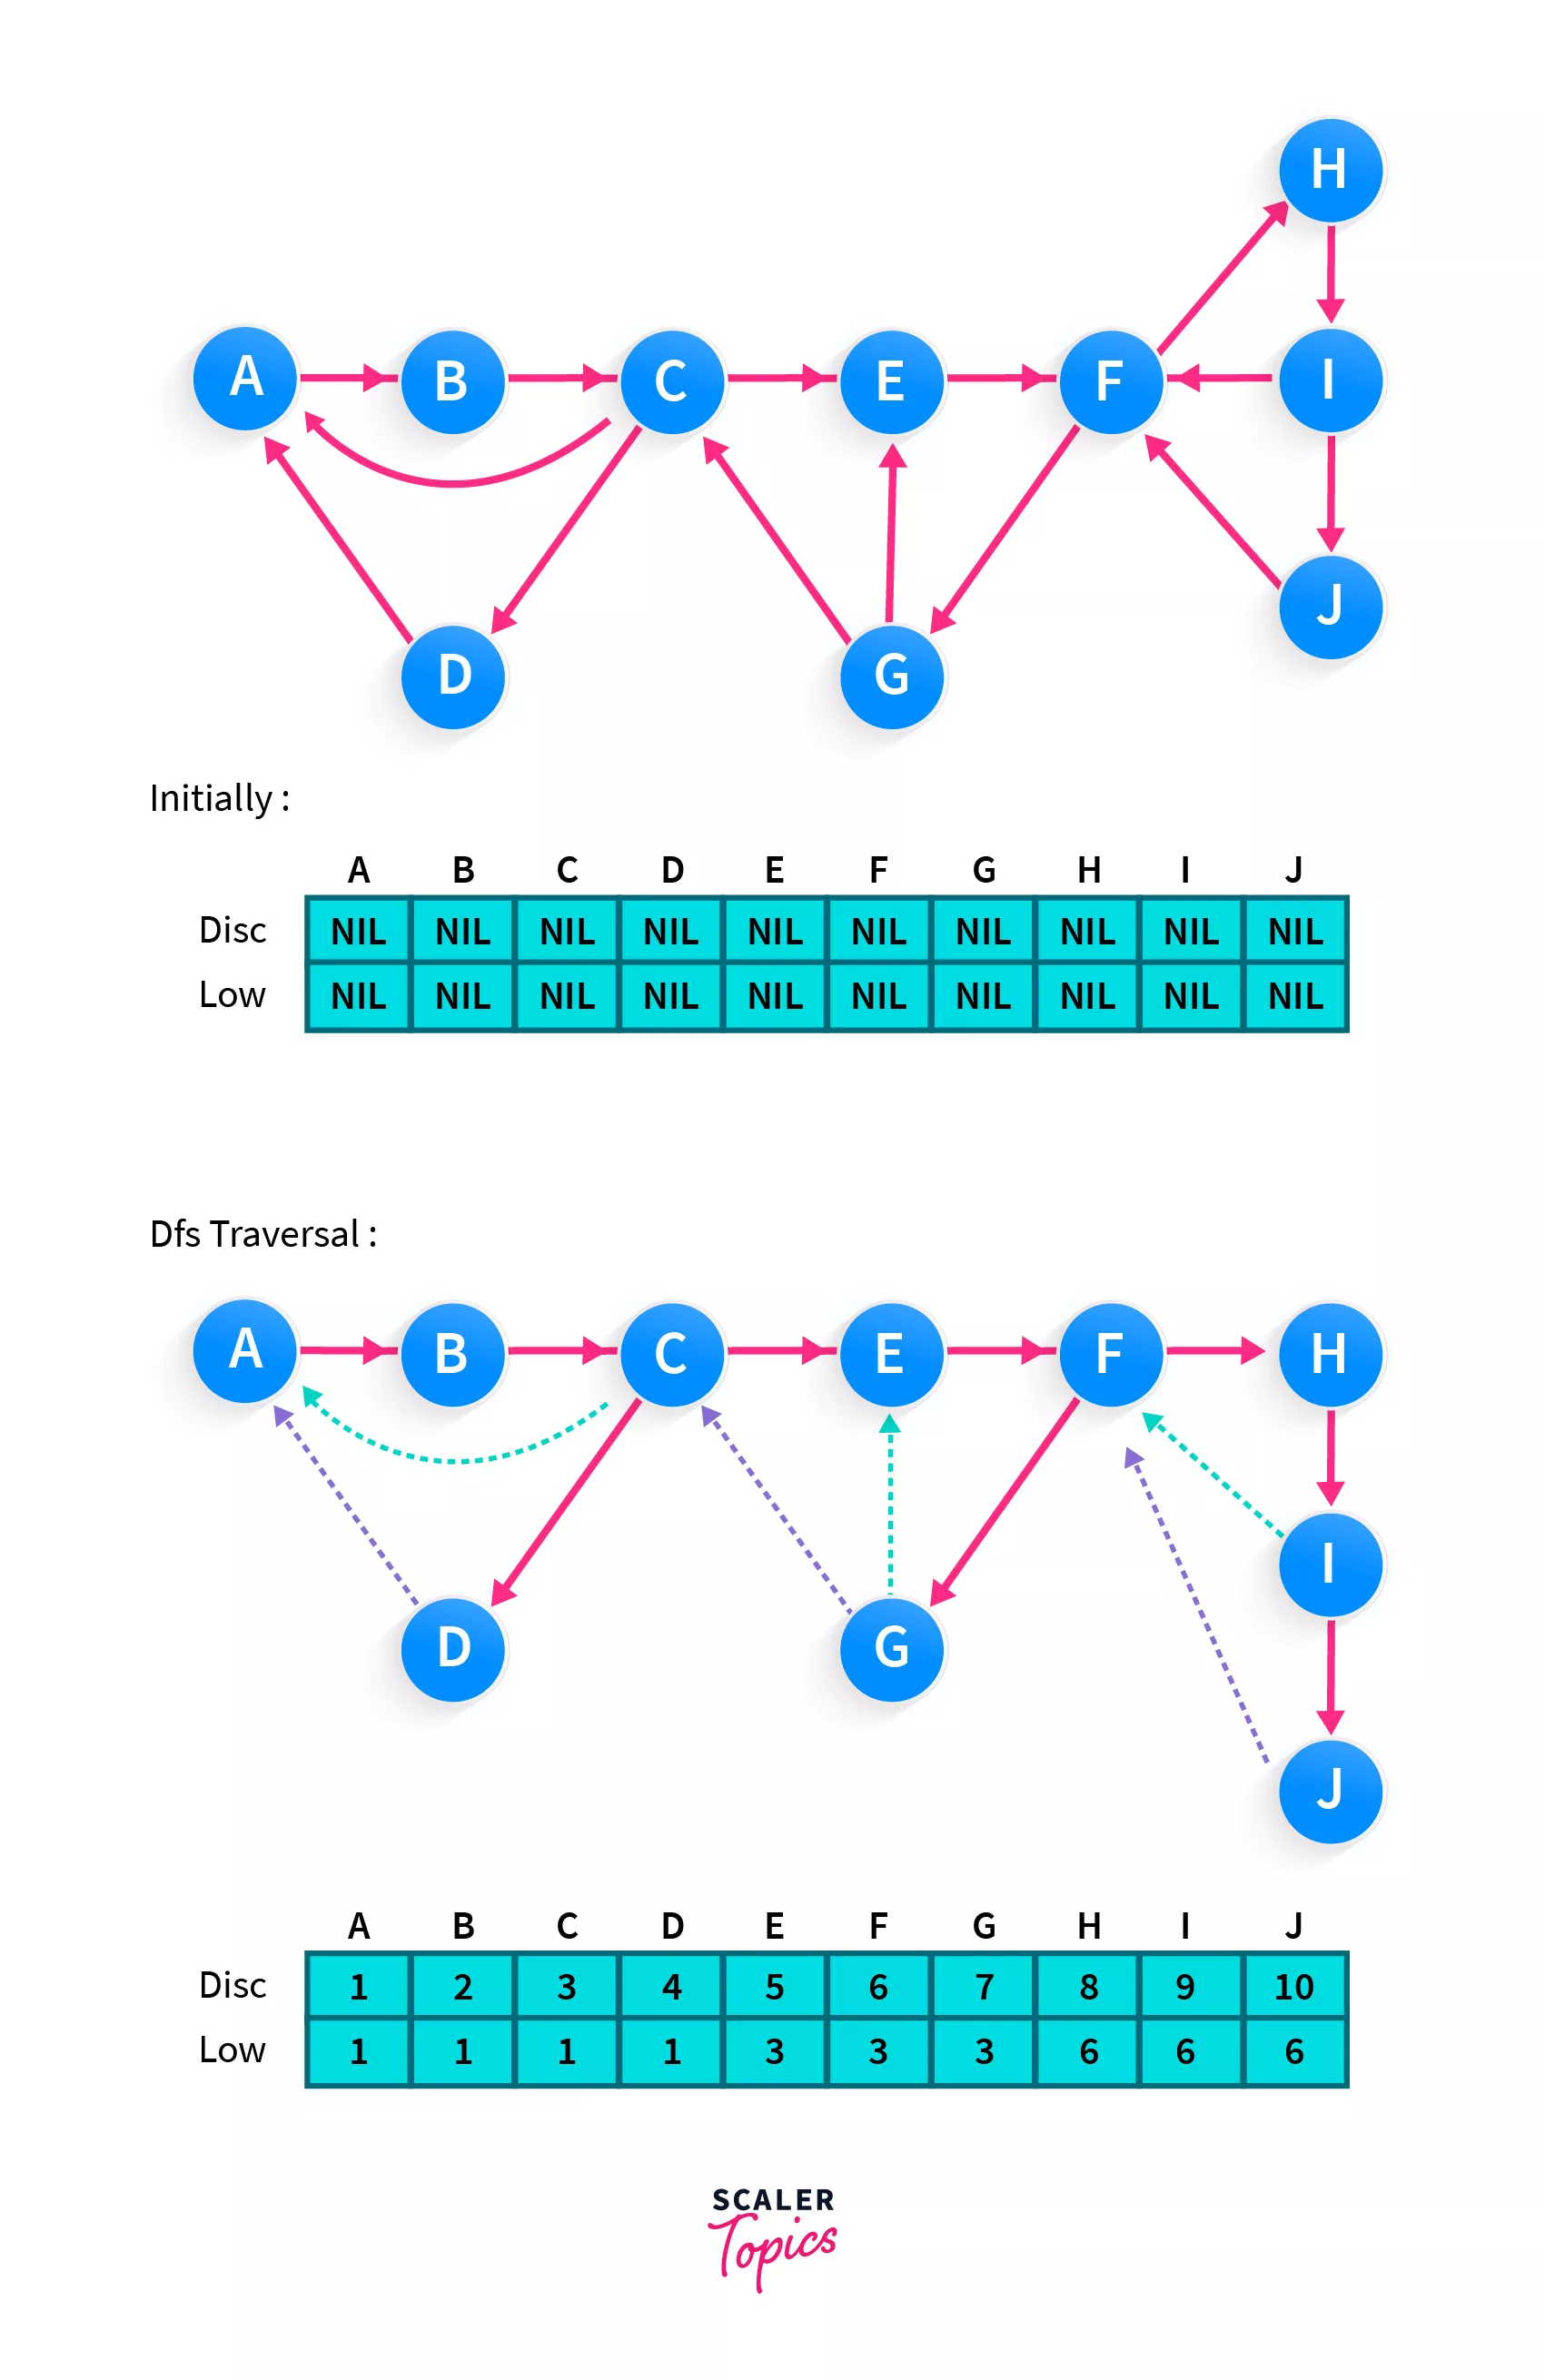 H
A B C E F I
D G J
Initially :
A B C D E F G H I J
Disc NIL NIL NIL NIL NIL NIL NIL NIL NIL NIL
Low NIL NIL NIL NIL NIL NIL NIL NIL NIL NIL
Dfs Traversal :
A B C E F H
I
D G
J
A B C D E F G H I J
Disc 1 2 3 4 5 6 7 8 9 10
Low 1 1 1 1 3 3 3 6 6 6
SCALER
Topics